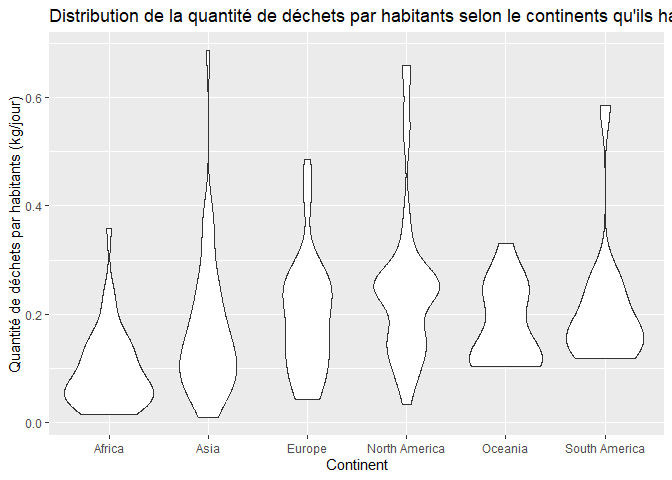 Distribution de la quantité de déchets par habitants selon le continents qu'ils
Quantité de déchets par habitants (kg/jour)
0.6
0.4
0.2
0.0
Africa Asia Europe North America Oceania South America
Continent